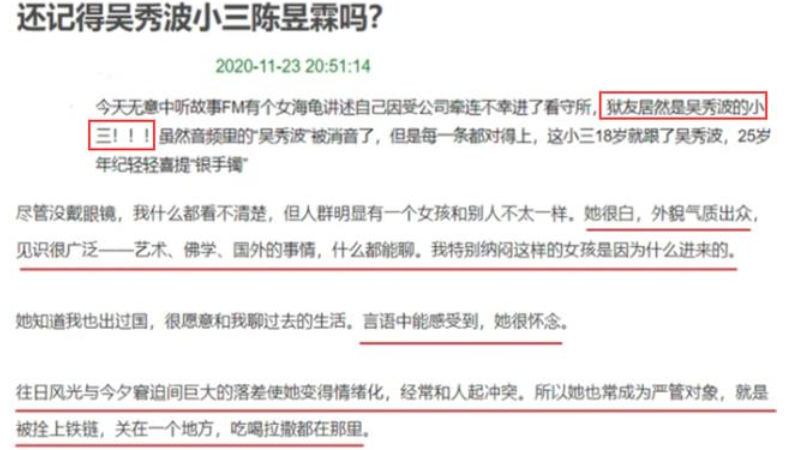 还记得吴秀波小三陈昱霖吗?
2020-11-23 20:51:14
今天无意中听故事FM有个女海龟讲述自己因受公司牵连不幸进了看守所，狱友居然是吴秀波的小
三！！！虽然音频里的“吴秀波”被消音了，但是每一条都对得上，这小三18岁就跟了吴秀波，25岁
年纪轻轻喜提“银手镯”
尽管没戴眼镜，我什么都看不清楚，但人群明显有一个女孩和别人不太一样。她很白，外貌气质出众，
见识很广泛——艺术、佛学、国外的事情，什么都能聊。我特别纳闷这样的女孩是因为什么进来的。
她知道我也出过国，很愿意和我聊过去的生活。言语中能感受到，她很怀念。
往日风光与今夕窘迫间巨大的落差使她变得情绪化，经常和人起冲突。所以她也常成为严管对象，就是
被拴上铁链，关在一个地方，吃喝拉撒都在那里。